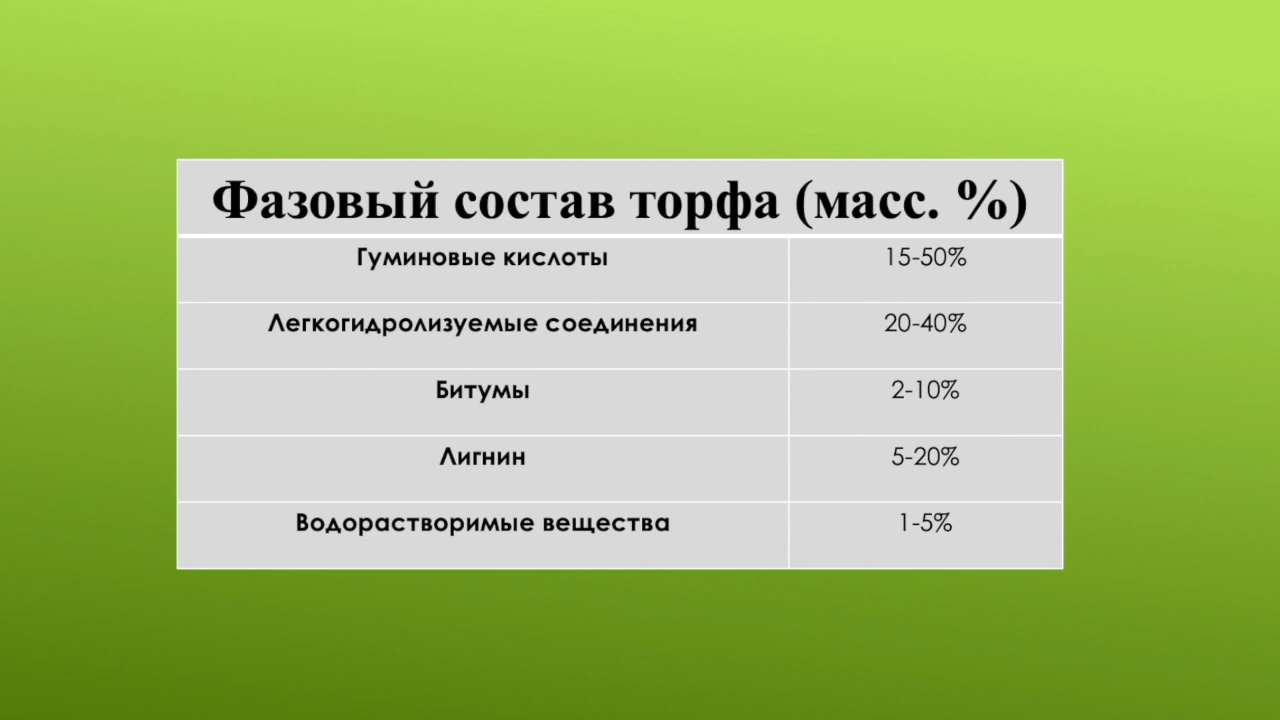 Фазовый состав торфа (масс. %)
Гуминовые кислоты 15-50%
Легкогидролизуемые соединения 20-40%
Битумы 2-10%
Лигнин 5-20%
Водорастворимые вещества 1-5%